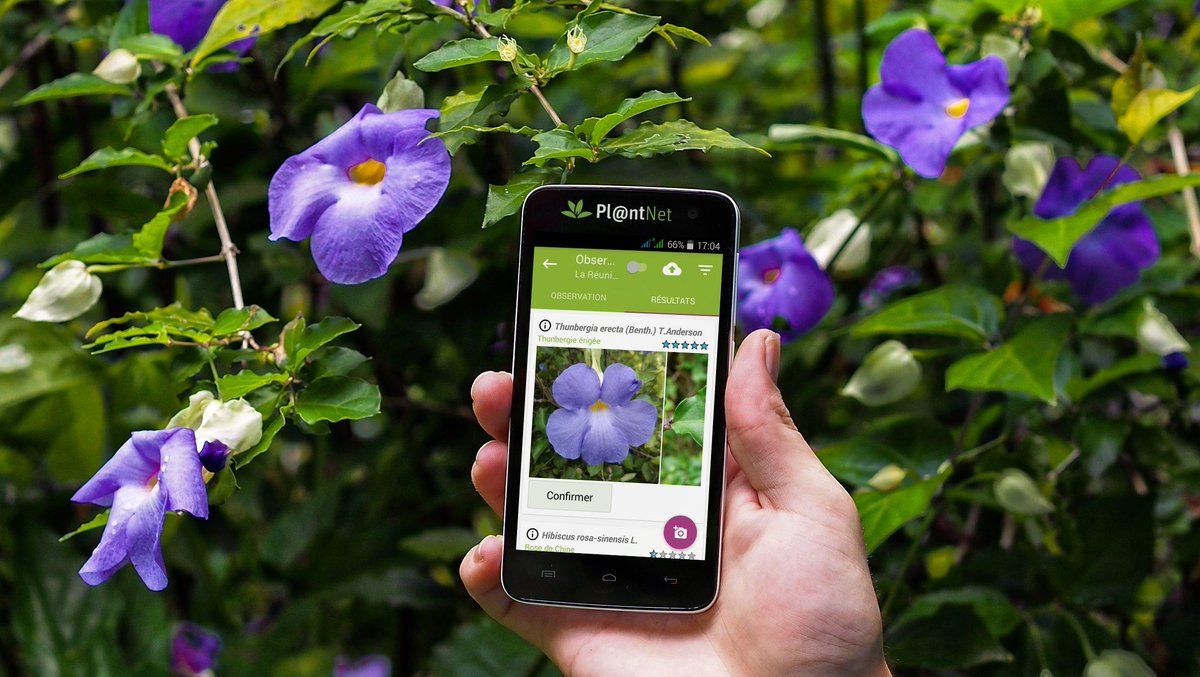 Pl@ntNet
66% 17:04
Obser...
La Réuni...
OBSERVATION RÉSULTATS
Thunbergia erecta (Benth.) T.Anderson
Thunbergie érigée
Confirmer
Hibiscus rosa-sinensis L.
Rose de Chine